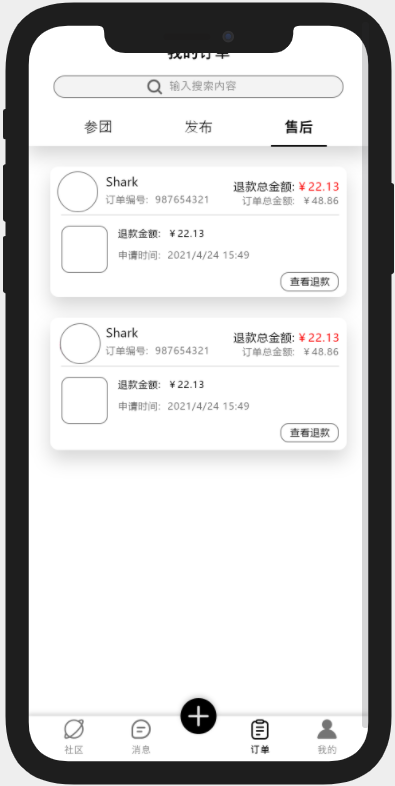 我的订单
输入搜索内容
参团 发布 售后
Shark 退款总金额: ¥22.13
订单编号: 987654321 订单总金额: ¥48.86
退款金额: ¥22.13
申请时间: 2021/4/24 15:49
查看退款
Shark 退款总金额: ¥22.13
订单编号: 987654321 订单总金额: ¥48.86
退款金额: ¥22.13
申请时间: 2021/4/24 15:49
查看退款
社区 消息 订单 我的